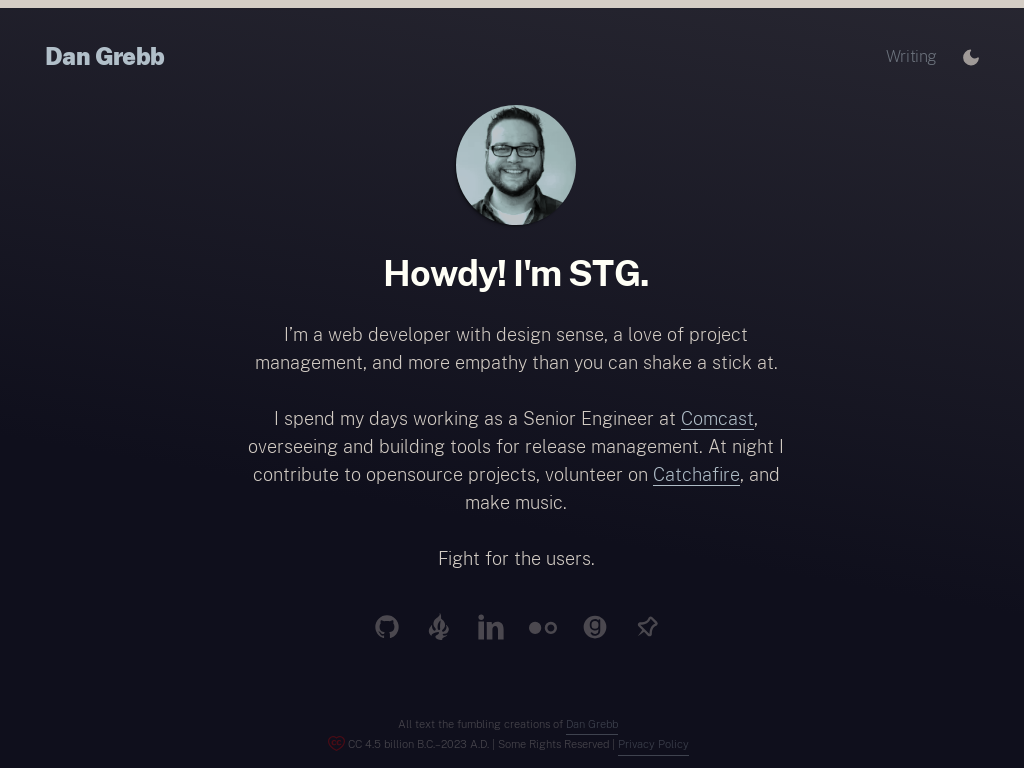 Dan Grebb
Writing
Howdy! I'm STG.
I’m a web developer with design sense, a love of project
management, and more empathy than you can shake a stick at.
I spend my days working as a Senior Engineer at Comcast,
overseeing and building tools for release management. At night I
contribute to opensource projects, volunteer on Catchafire, and
make music.
Fight for the users.
All text the fumbling creations of Dan Grebb
CC 4.5 billion B.C.–2023 A.D. | Some Rights Reserved | Privacy Policy